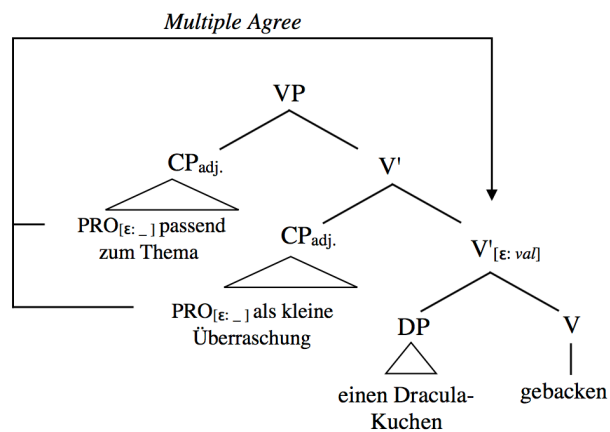 Multiple Agree
VP
CPadj.
V'
PRO[ε: _] passend
zum Thema
CPadj.
V'[ε: val]
PRO[ε: _] als kleine
Überraschung
DP
V
einen Dracula-
Kuchen
gebacken